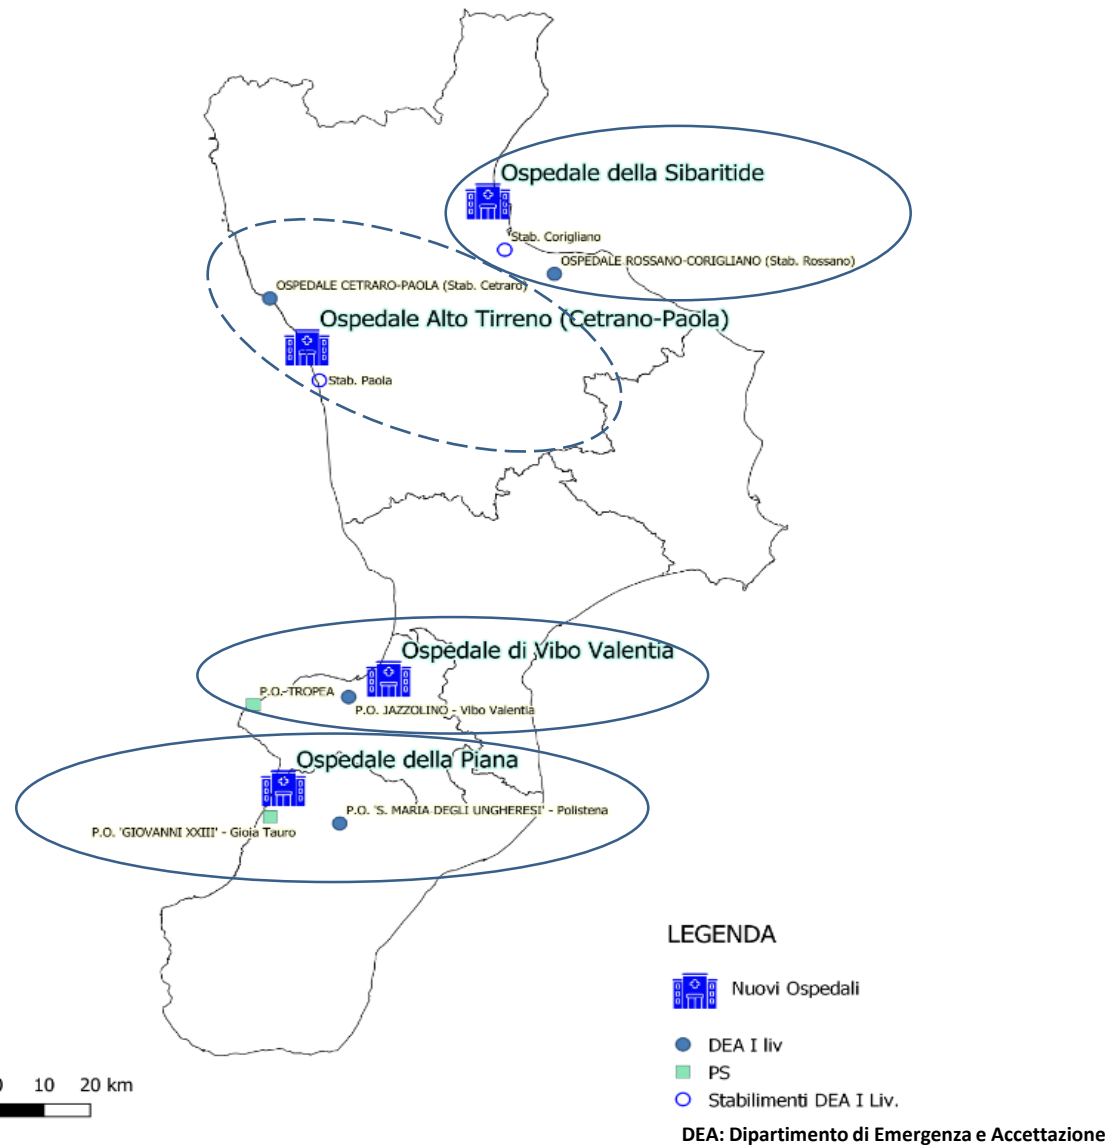 Ospedale della Sibaritide
Stab. Corigliano
OSPEDALE ROSSANO-CORIGLIANO (Stab. Rossano)
OSPEDALE CETRARO-PAOLA (Stab. Cetraro)
Ospedale Alto Tirreno (Cetrano-Paola)
Stab. Paola
Ospedale di Vibo Valentia
P.O. TROPEA
P.O. JAZZOLINO - Vibo Valentia
Ospedale della Piana
P.O. 'S. MARIA DEGLI UNGHERESI' - Polistena
P.O. 'GIOVANNI XXIII' - Gioia Tauro
LEGENDA
Nuovi Ospedali
DEA I liv
PS
Stabilimenti DEA I Liv.
0 10 20 km
DEA: Dipartimento di Emergenza e Accettazione